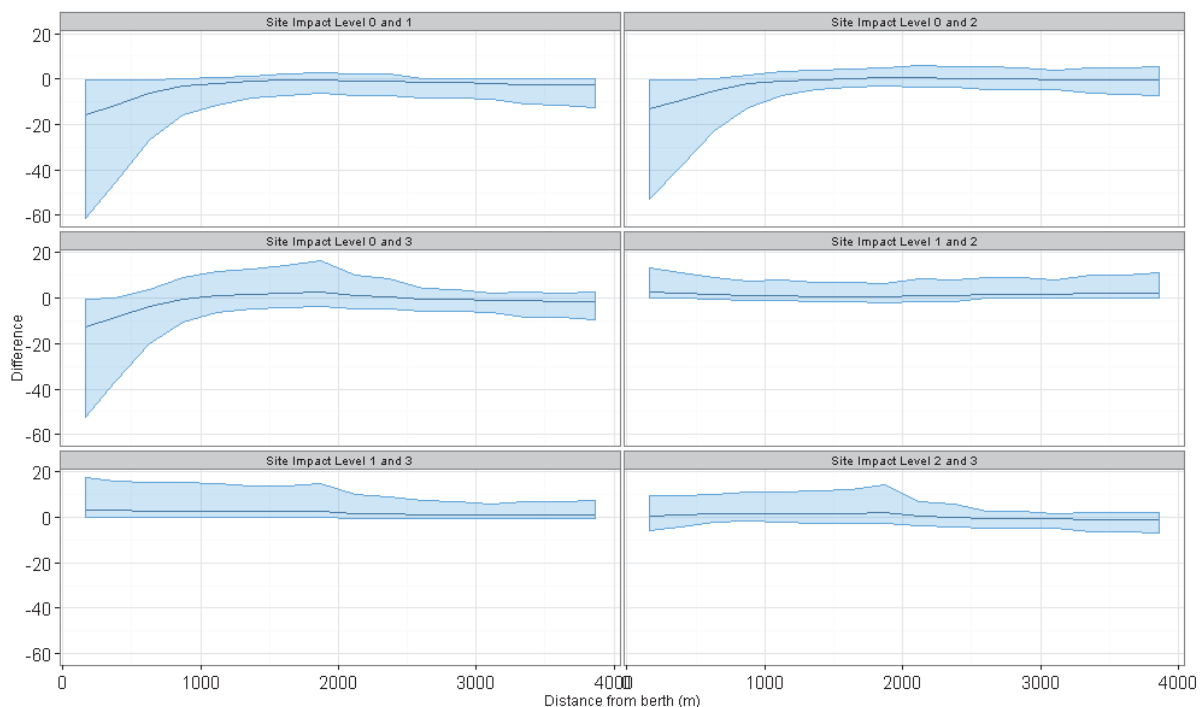 Site Impact Level 0 and 1
Site Impact Level 0 and 2
20
0
-20
-40
-60
Site Impact Level 0 and 3
Site Impact Level 1 and 2
20
0
-20
-40
-60
Difference
Site Impact Level 1 and 3
Site Impact Level 2 and 3
20
0
-20
-40
-60
0 1000 2000 3000 4000 0 1000 2000 3000 4000
Distance from berth (m)